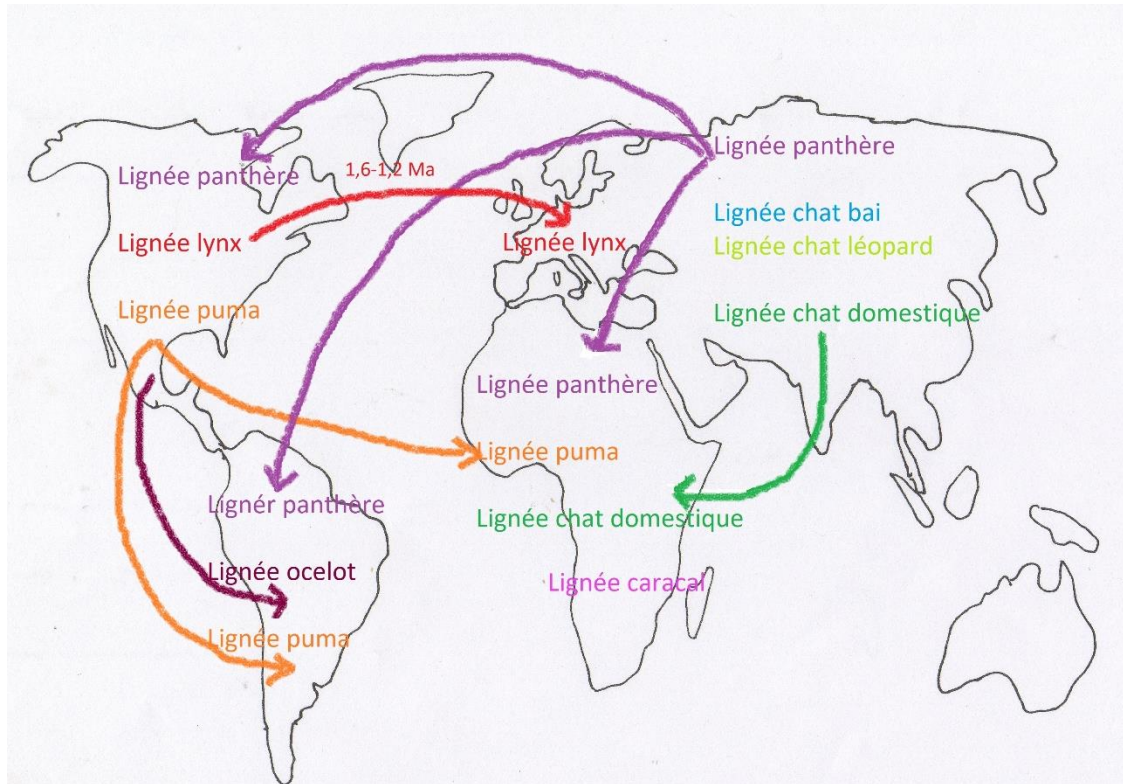 Lignée panthère
1,6-1,2 Ma
Lignée lynx
Lignée puma
Lignér panthère
Lignée ocelot
Lignée puma
Lignée lynx
Lignée panthère
Lignée puma
Lignée chat domestique
Lignée caracal
Lignée panthère
Lignée chat bai
Lignée chat léopard
Lignée chat domestique